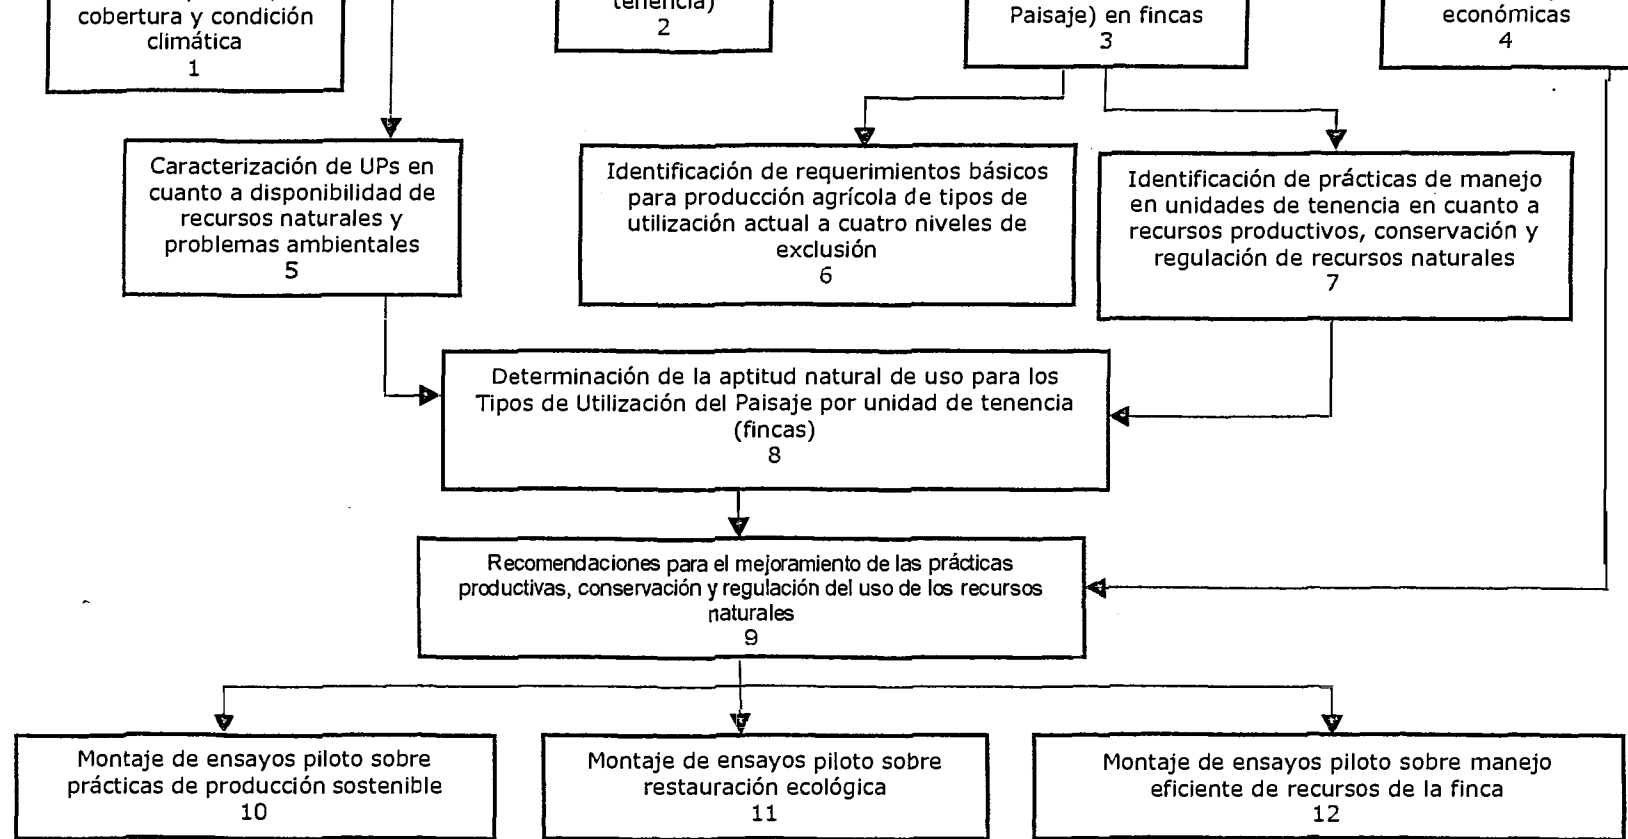 cobertura y condición
climática
1
tenencia)
2
Paisaje) en fincas
3
económicas
4
Caracterización de UPs en
cuanto a disponibilidad de
recursos naturales y
problemas ambientales
5
Identificación de requerimientos básicos
para producción agrícola de tipos de
utilización actual a cuatro niveles de
exclusión
6
Identificación de prácticas de manejo
en unidades de tenencia en cuanto a
recursos productivos, conservación y
regulación de recursos naturales
7
Determinación de la aptitud natural de uso para los
Tipos de Utilización del Paisaje por unidad de tenencia
(fincas)
8
Recomendaciones para el mejoramiento de las prácticas
productivas, conservación y regulación del uso de los recursos
naturales
9
Montaje de ensayos piloto sobre
prácticas de producción sostenible
10
Montaje de ensayos piloto sobre
restauración ecológica
11
Montaje de ensayos piloto sobre manejo
eficiente de recursos de la finca
12